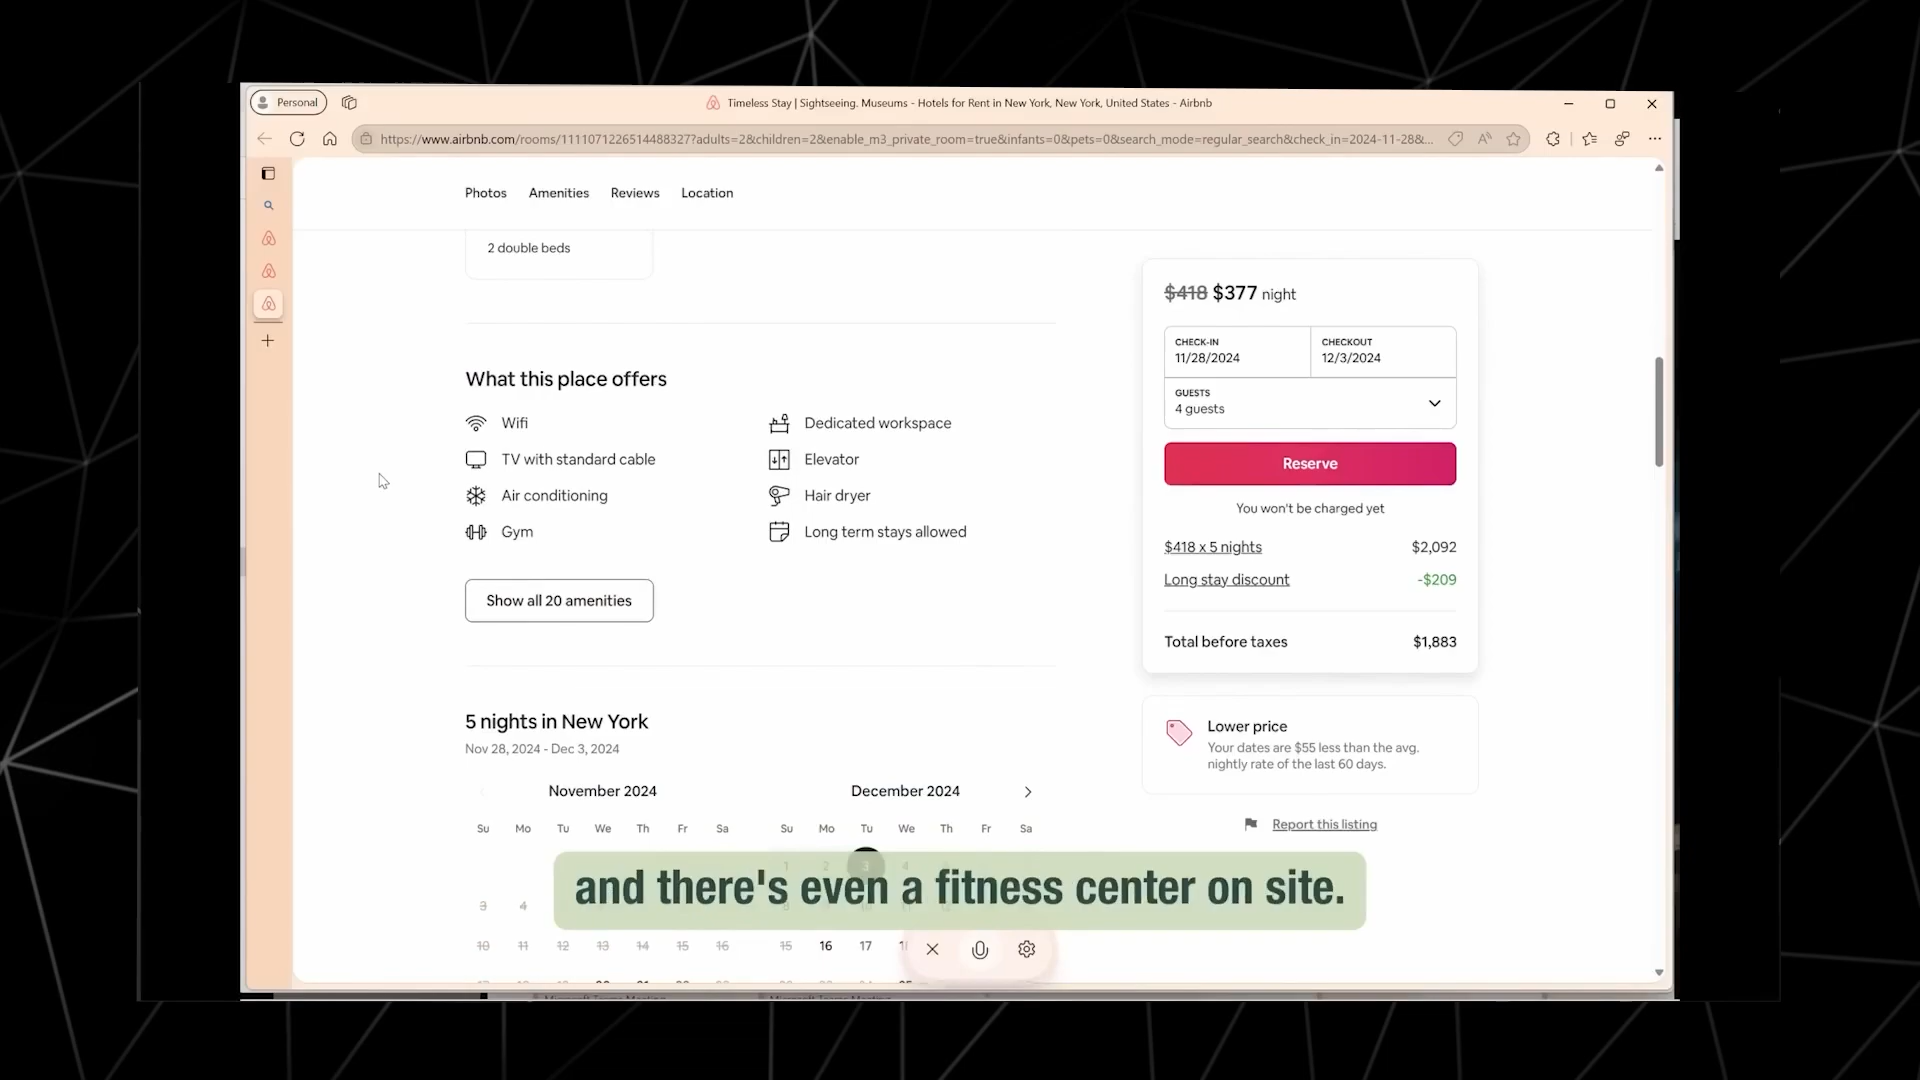 Personal
Timeless Stay | Sightseeing. Museums - Hotels for Rent in New York, New York, United States - Airbnb
https://www.airbnb.com/rooms/1111071226514488327?adults=2&children=2&enable_m3_private_room=true&infants=0&pets=0&search_mode=regular_search&check_in=2024-11-28&...
Photos Amenities Reviews Location
2 double beds
What this place offers
Wifi
Dedicated workspace
TV with standard cable
Elevator
Air conditioning
Hair dryer
Gym
Long term stays allowed
Show all 20 amenities
$418 $377 night
CHECK-IN
11/28/2024
CHECKOUT
12/3/2024
GUESTS
4 guests
Reserve
You won't be charged yet
$418 x 5 nights $2,092
Long stay discount -$209
Total before taxes $1,883
Lower price
Your dates are $55 less than the avg.
nightly rate of the last 60 days.
Report this listing
5 nights in New York
Nov 28, 2024 - Dec 3, 2024
November 2024
December 2024
Su Mo Tu We Th Fr Sa
Su Mo Tu We Th Fr Sa
1 2 3 4
and there's even a fitness center on site.
3 4
10 11 12 13 14 15 16
15 16 17